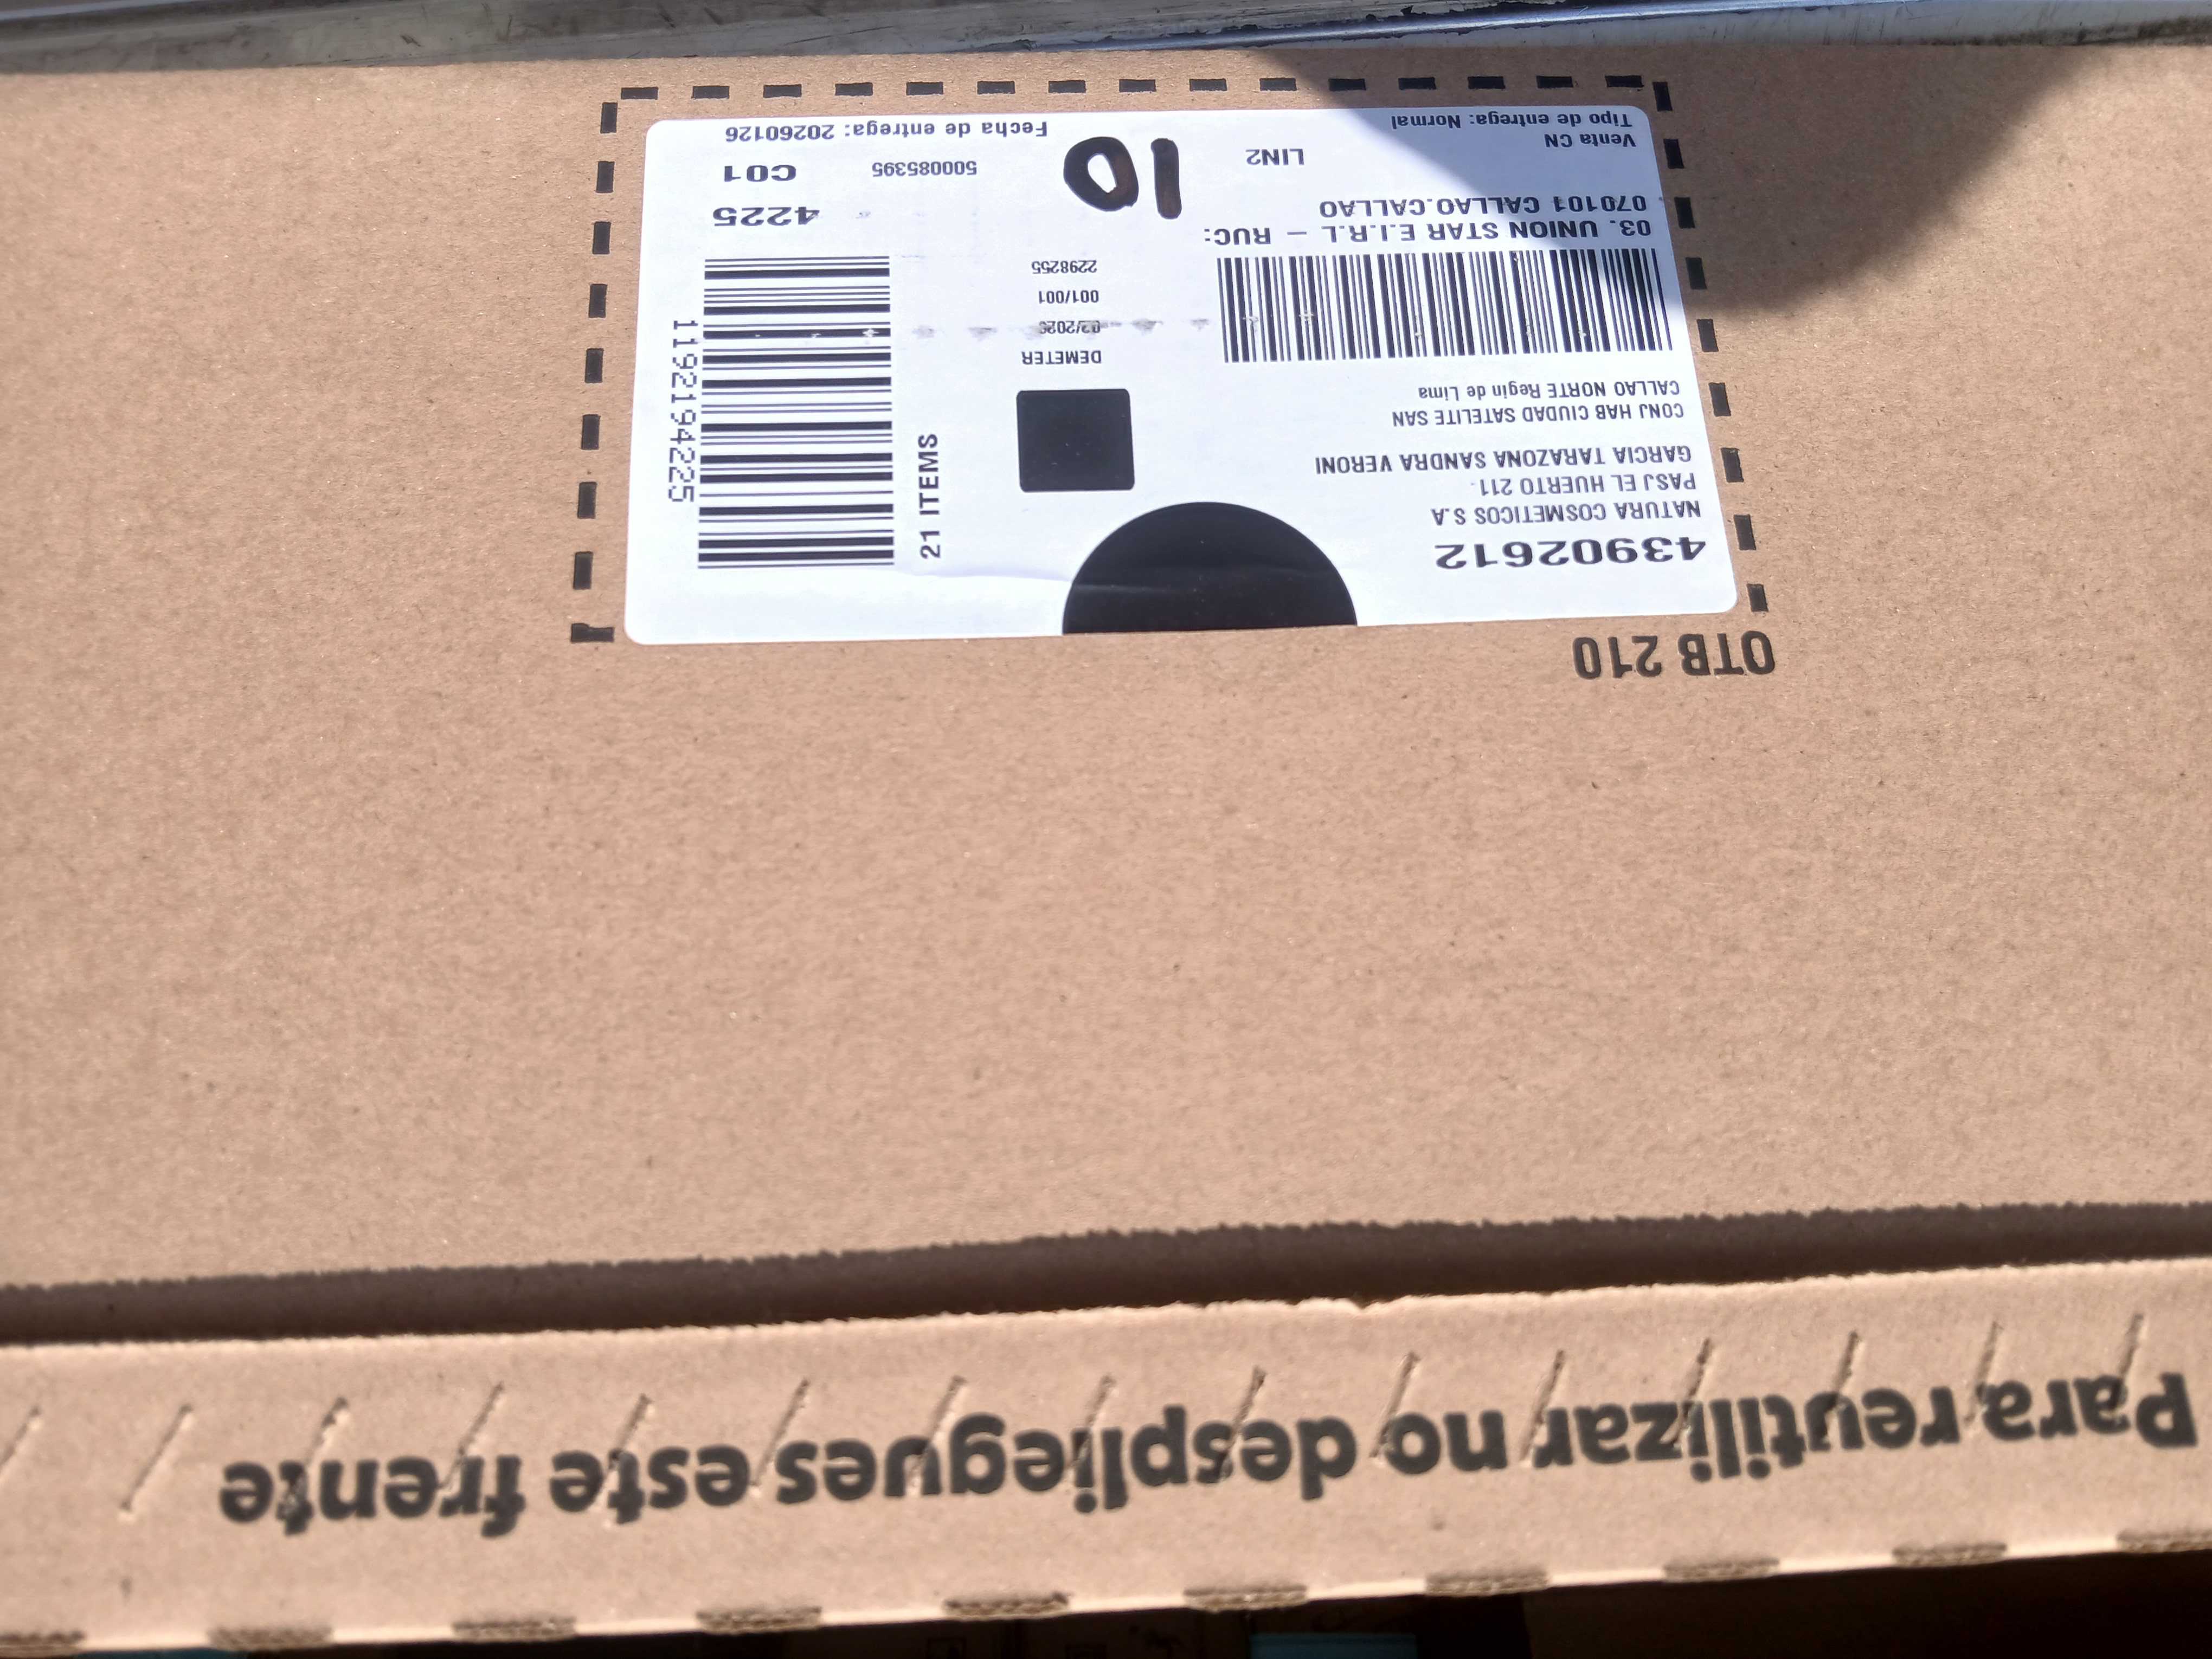 OTB 210
43902612
NATURA COSMETICOS S.A
PASJ EL HUERTO 211
GARCIA TARAZONA SANDRA VERONI
CONJ HAB CIUDAD SATELITE SAN
CALLAO NORTE Regin de Lima
03. UNION STAR E.I.R.L - RUC:
070101 CALLAO.CALLAO
Venta CN
Tipo de entrega: Normal
LIN2
10
DEMETER
02/2026
001/001
2298255
21 ITEMS
1192194225
4225
500085395
C01
Fecha de entrega: 20260126
Para reutilizar no despliegues este frente